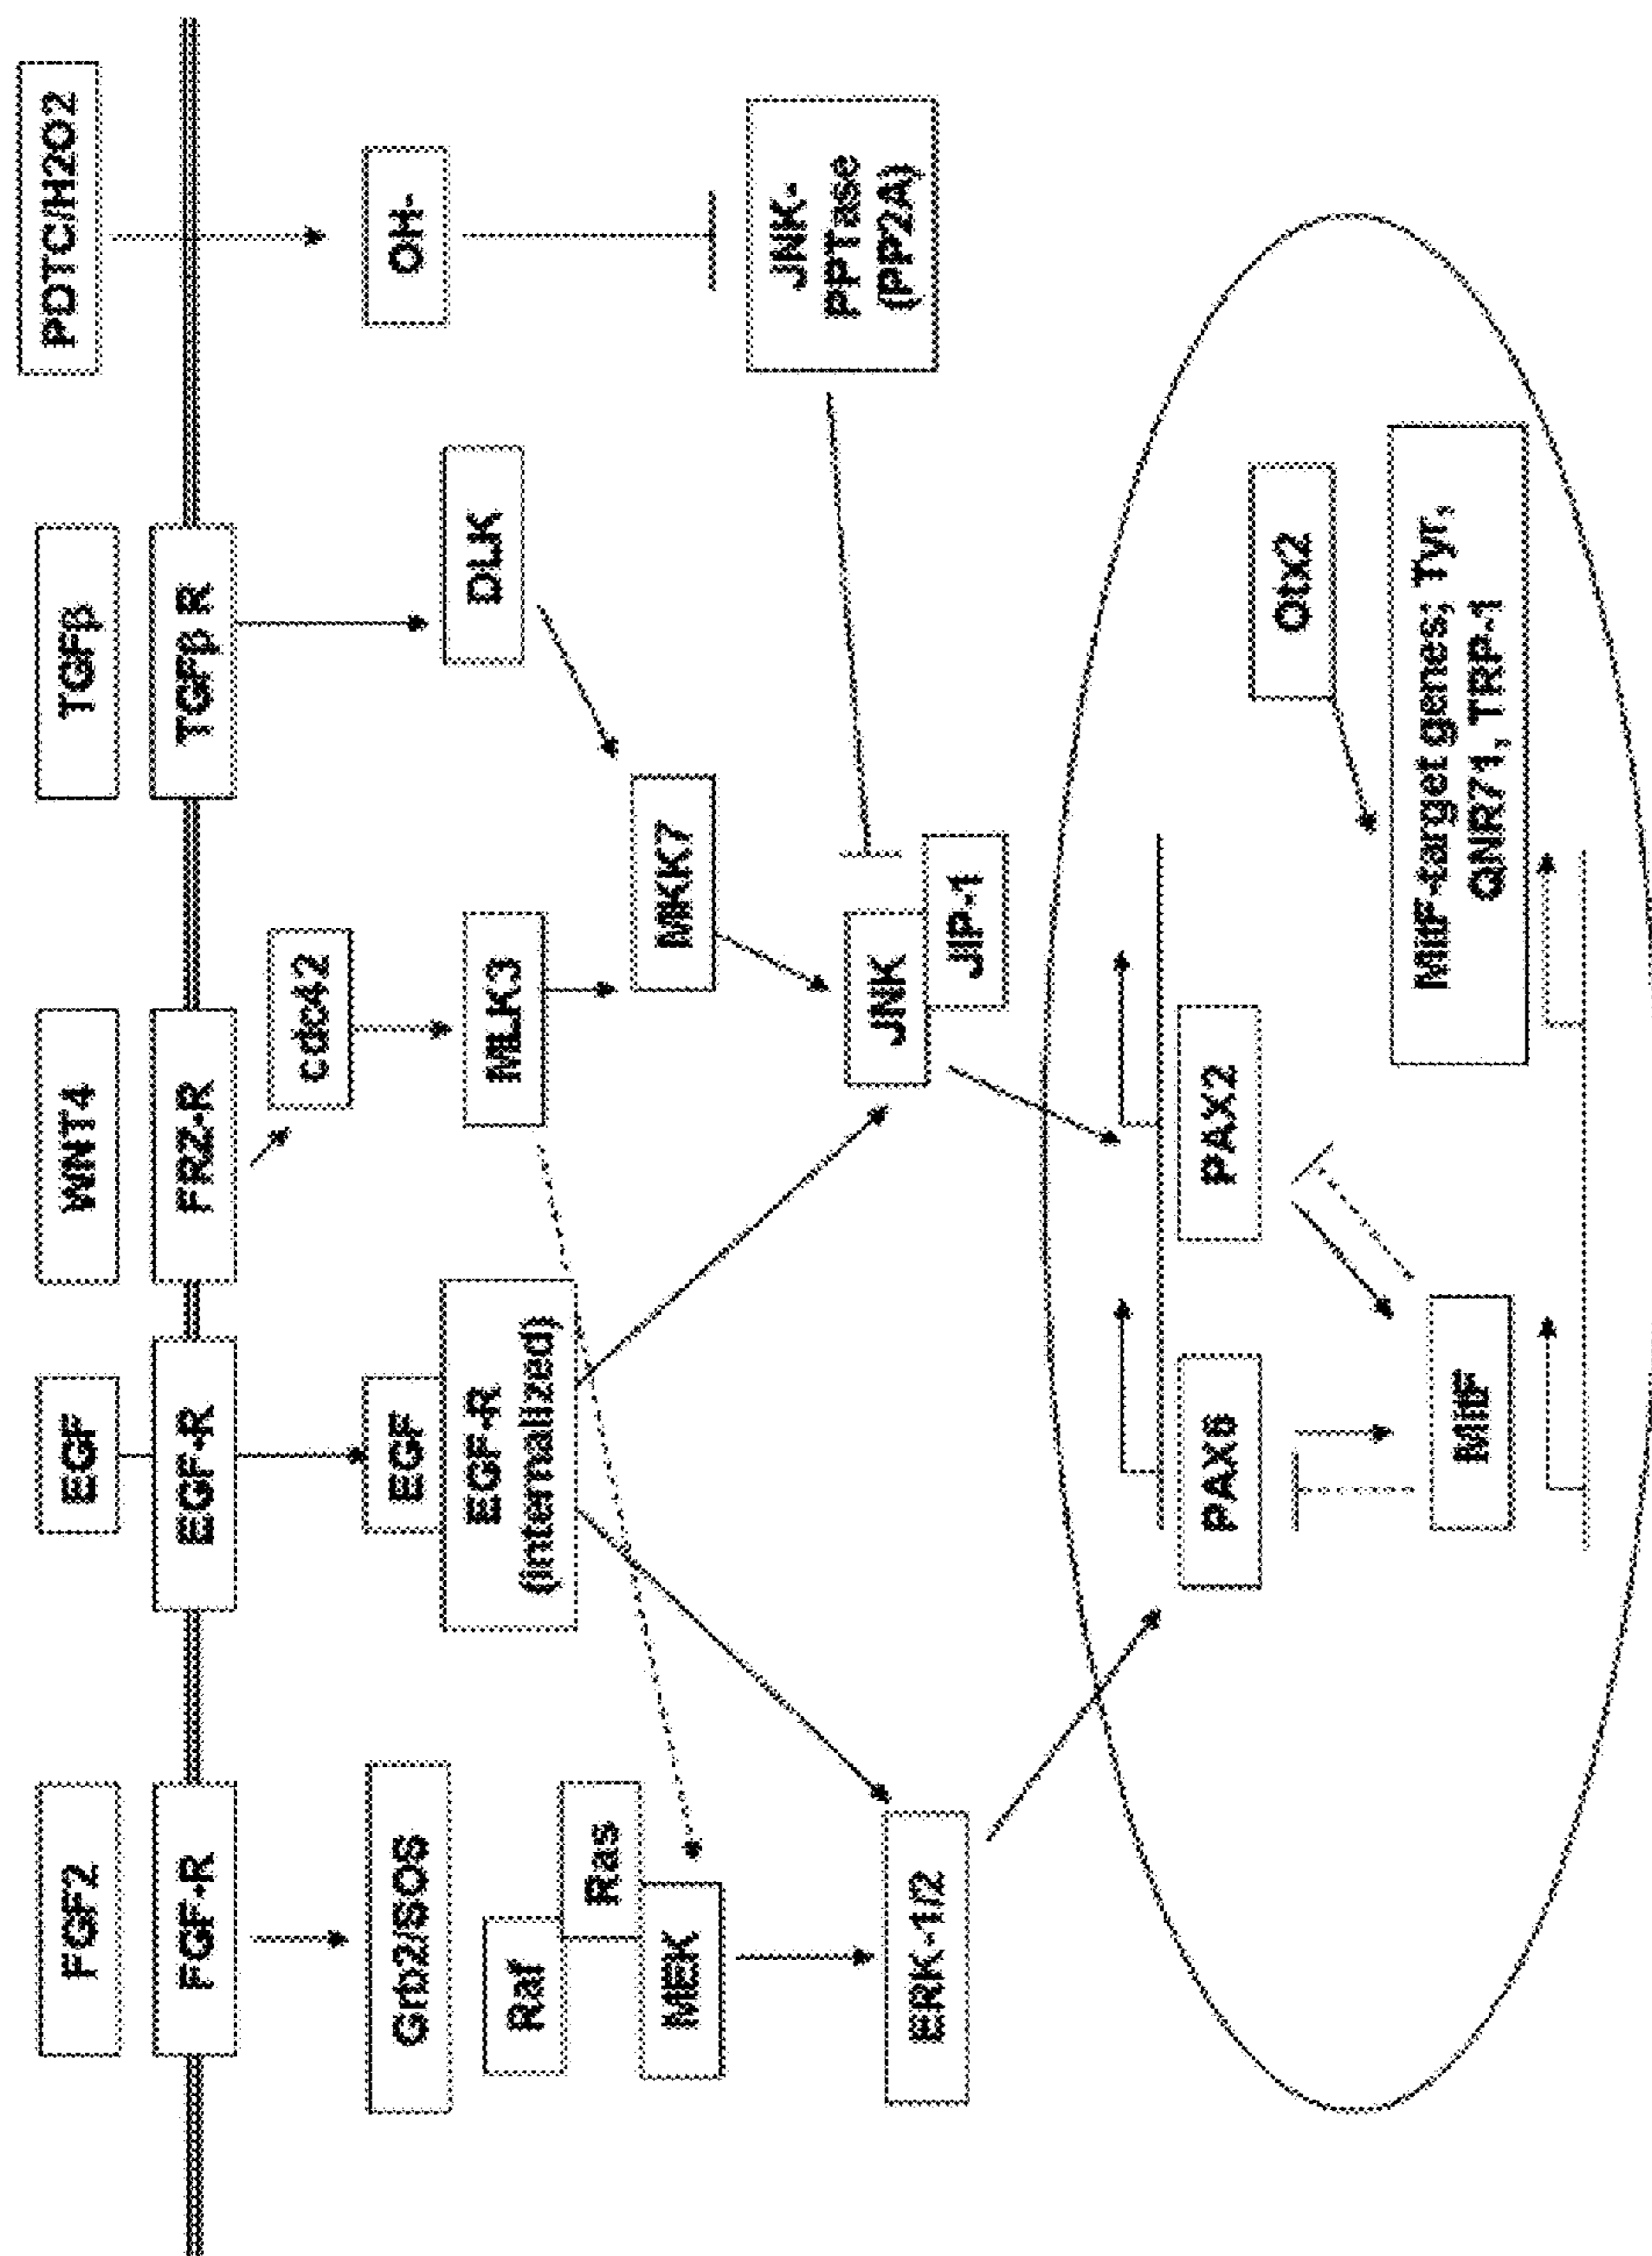 FGF2
EGF
WNT4
TGFβ
PDTC/H2O2
FGF-R
EGF-R
FRZ-R
TGFβ R
cdc42
Grb2/SOS
EGF
OH-
EGF-R
(internalized)
MLK3
DLK
Raf
Ras
MEK
MKK7
JNK-
PPTase
(PP2A)
ERK-1/2
JNK
JIP-1
PAX6
PAX2
Otx2
Mitf
Mitf-target genes; Tyr,
QNR71, TRP-1